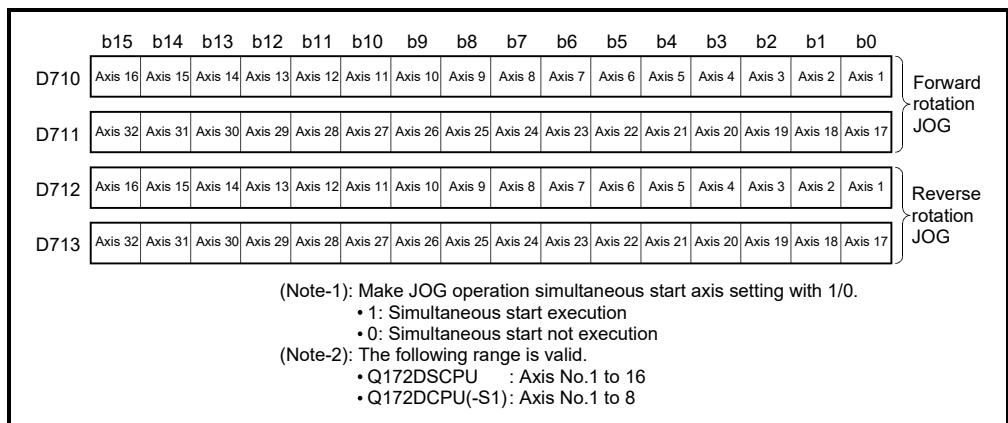 b15 b14 b13 b12 b11 b10 b9 b8 b7 b6 b5 b4 b3 b2 b1 b0
D710 Axis 16 Axis 15 Axis 14 Axis 13 Axis 12 Axis 11 Axis 10 Axis 9 Axis 8 Axis 7 Axis 6 Axis 5 Axis 4 Axis 3 Axis 2 Axis 1
Forward
rotation
JOG
D711 Axis 32 Axis 31 Axis 30 Axis 29 Axis 28 Axis 27 Axis 26 Axis 25 Axis 24 Axis 23 Axis 22 Axis 21 Axis 20 Axis 19 Axis 18 Axis 17
D712 Axis 16 Axis 15 Axis 14 Axis 13 Axis 12 Axis 11 Axis 10 Axis 9 Axis 8 Axis 7 Axis 6 Axis 5 Axis 4 Axis 3 Axis 2 Axis 1
Reverse
rotation
JOG
D713 Axis 32 Axis 31 Axis 30 Axis 29 Axis 28 Axis 27 Axis 26 Axis 25 Axis 24 Axis 23 Axis 22 Axis 21 Axis 20 Axis 19 Axis 18 Axis 17
(Note-1): Make JOG operation simultaneous start axis setting with 1/0.
• 1: Simultaneous start execution
• 0: Simultaneous start not execution
(Note-2): The following range is valid.
• Q172DSCPU : Axis No.1 to 16
• Q172DCPU(-S1): Axis No.1 to 8